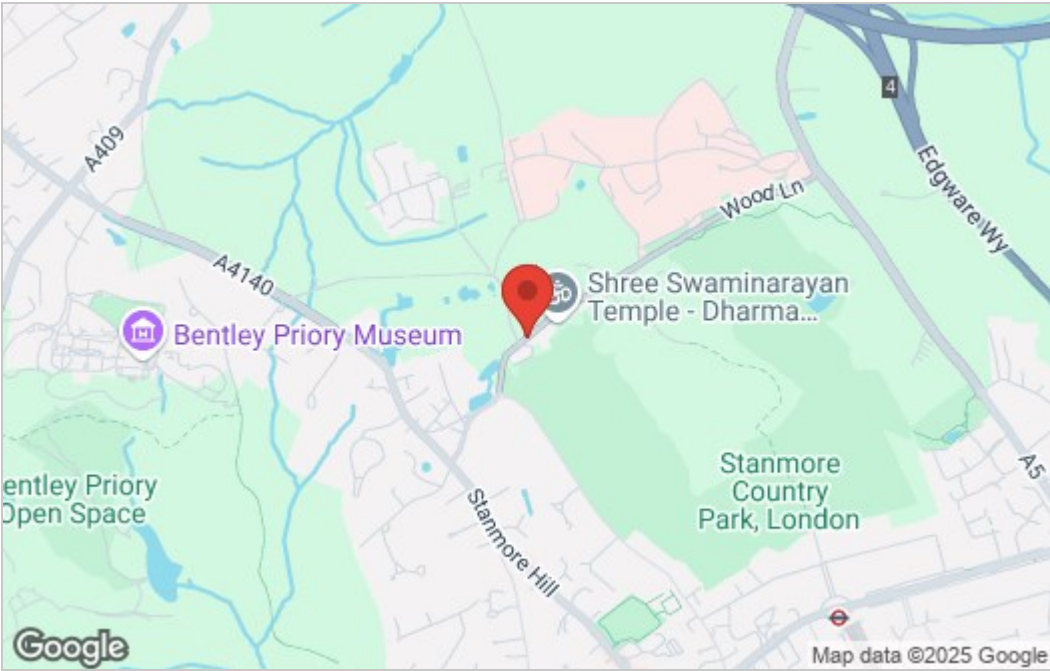 4
A409
Edgware Wy
Wood Ln
A4140
Shree Swaminarayan
Temple - Dharma...
Bentley Priory Museum
Stanmore
Country
Park, London
A5
entley Priory
Open Space
Stanmore Hill
Google
Map data ©2025 Google